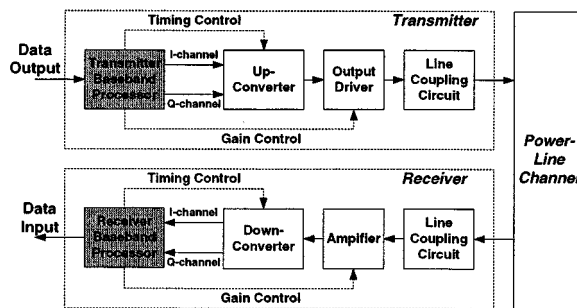 Timing Control
Transmitter
Data
Output
Transmitter
Baseband
Processor
I-channel
Q-channel
Up-
Converter
Output
Driver
Line
Coupling
Circuit
Gain Control
Power-
Line
Channel
Timing Control
Receiver
Data
Input
Receiver
Baseband
Processor
I-channel
Q-channel
Down-
Converter
Ampifier
Line
Coupling
Circuit
Gain Control